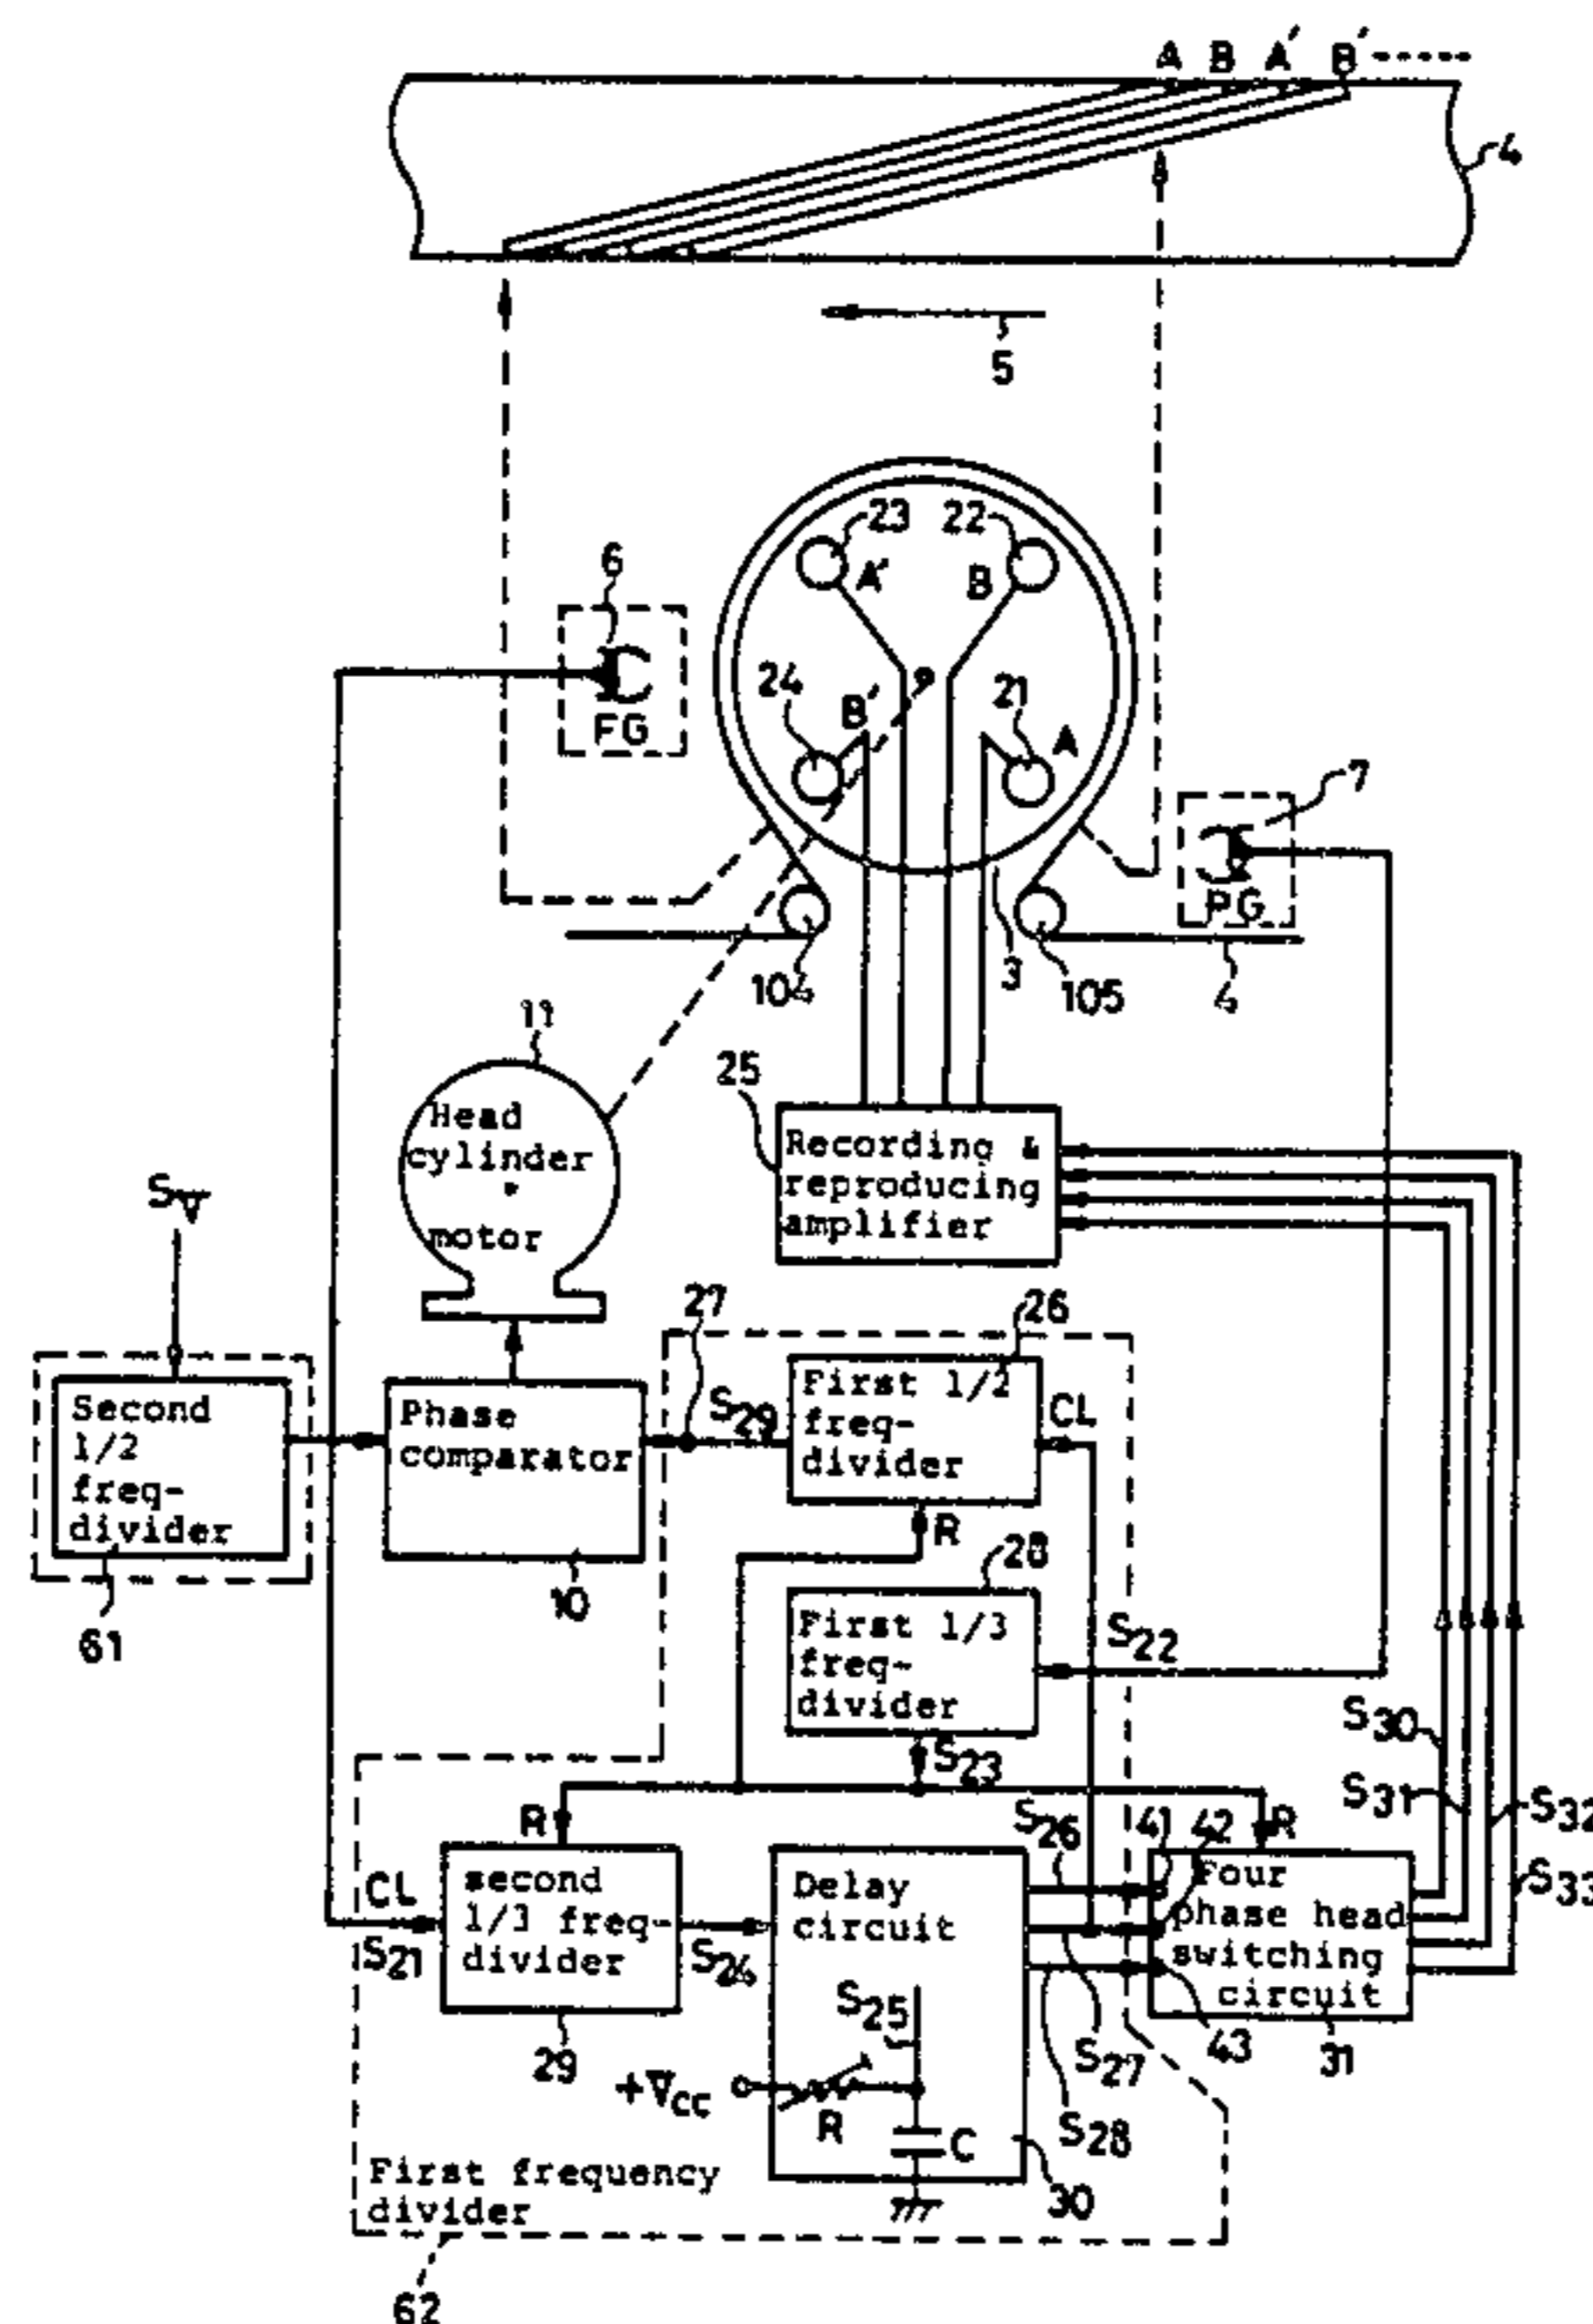 A B A' B'
4
5
23 22
A' B
6
FG
24 B' 21 A
7
PG
104 3 105 4
11
Head
cylinder
motor
25
Recording &
reproducing
amplifier
SV
27 26
Second
1/2
freq-
divider
61
Phase
comparator
10
S29
First 1/2
freq-
divider
CL
R
28
First 1/3
freq-
divider
S22
S23
S30
S31
S32
S33
R
CL
S21
second
1/3 freq-
divider
29
S24
Delay
circuit
S25
+VCC
R
C
30
S26
41 42
R
Four
phase head
switching
circuit
43
31
S27
S28
First frequency
divider
62